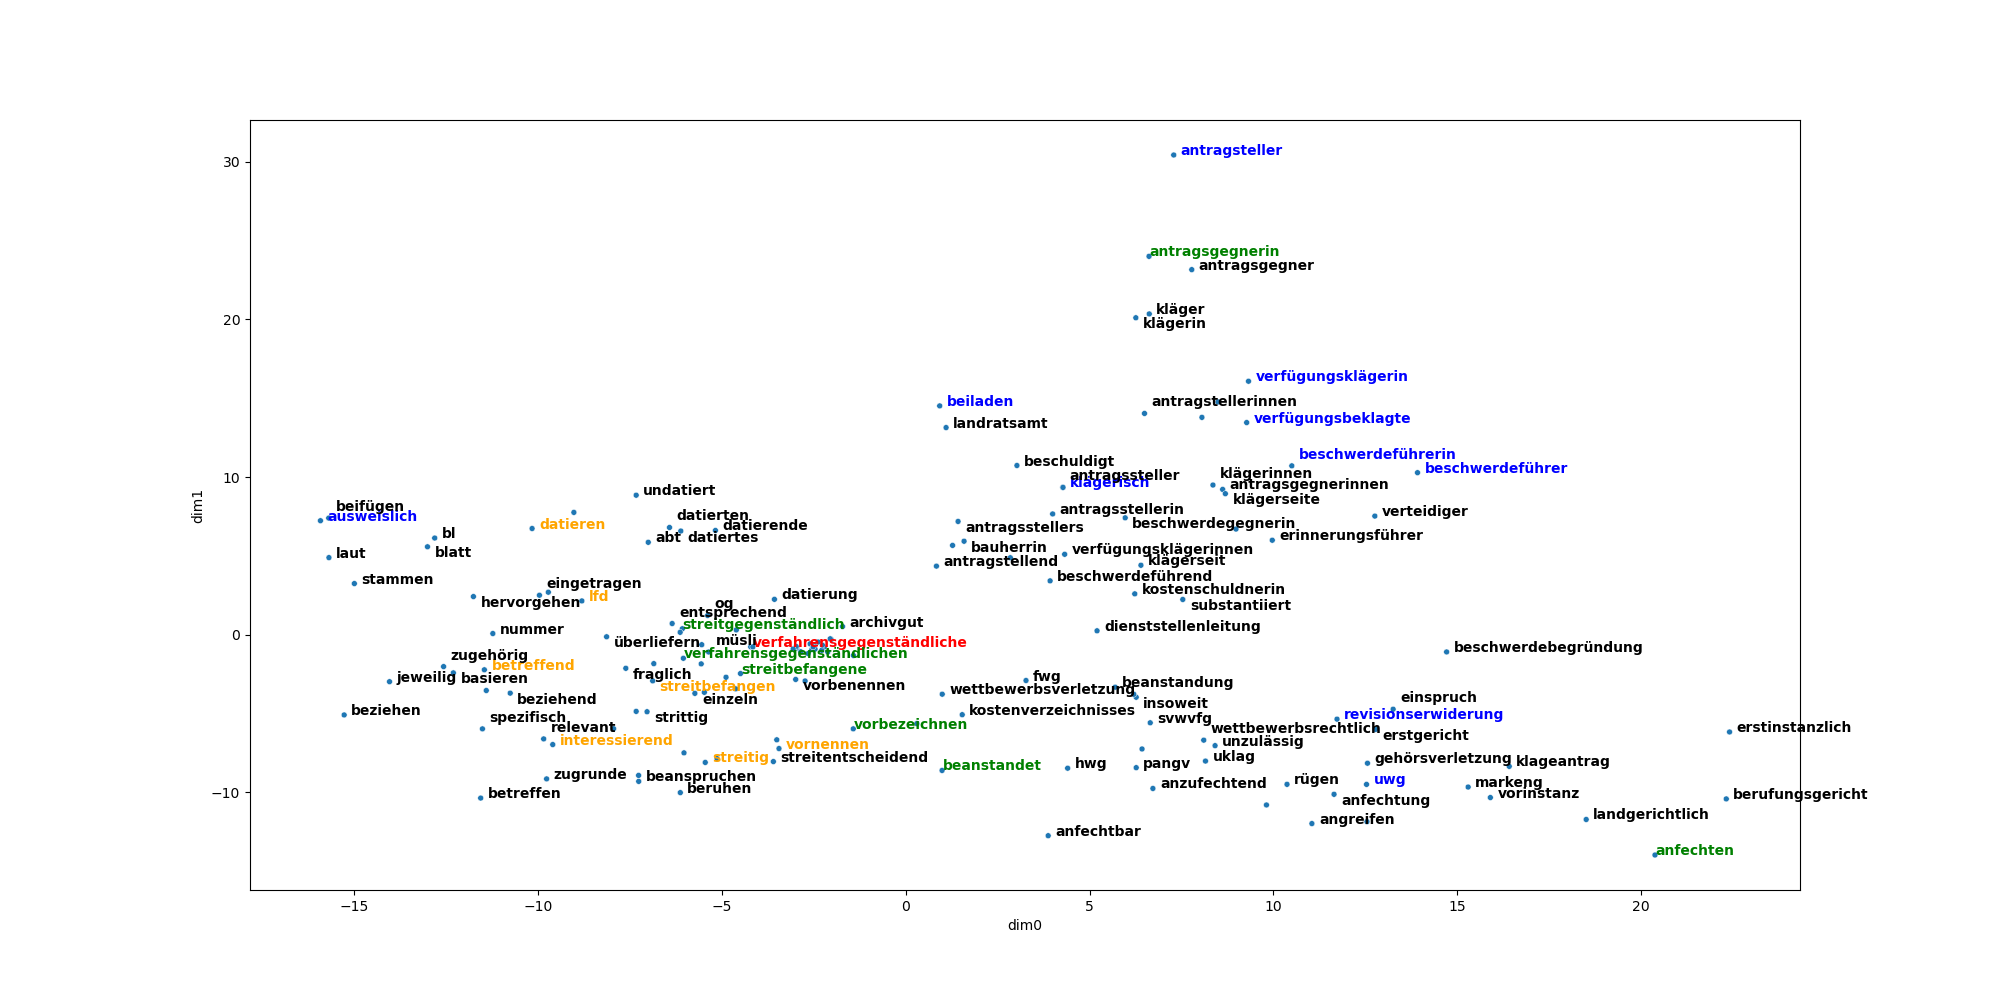 antragsteller
30
antragsgegnerin
antragsgegner
20
kläger
klägerin
verfügungsklägerin
beiladen
antragstellerinnen
landratsamt
verfügungsbeklagte
beschwerdeführerin
beschuldigt
beschwerdeführer
10
antragssteller
klägerinnen
klägerisch
antragsgegnerinnen
undatiert
klägerseite
beifügen
ausweislich
antragsstellerin
verteidiger
datieren
datierten
datierende
antragsstellers
beschwerdegegnerin
bl
abt
datiertes
erinnerungsführer
blatt
laut
bauherrin
verfügungsklägerinnen
antragstellend
klägerseit
stammen
eingetragen
beschwerdeführend
lfd
datierung
kostenschuldnerin
hervorgehen
og
substantiiert
entsprechend
streitgegenständlich
archivgut
dienststellenleitung
0
nummer
überliefern
müsli
verfahrensgegenständliche
beschwerdebegründung
zugehörig
verfahrensgegenständlichen
betreffend
streitbefangene
jeweilig
basieren
fraglich
fwg
beanstandung
streitbefangen
vorbenennen
wettbewerbsverletzung
beziehend
einzeln
insoweit
einspruch
beziehen
spezifisch
strittig
kostenverzeichnisses
svwvfg
revisionserwiderung
relevant
vorbezeichnen
wettbewerbsrechtlich
erstinstanzlich
interessierend
vornennen
unzulässig
erstgericht
streitig
streitentscheidend
uklag
gehörsverletzung
klageantrag
zugrunde
beanspruchen
beanstandet
hwg
pangv
anzufechtend
rügen
uwg
markeng
−10
betreffen
beruhen
anfechtung
vorinstanz
berufungsgericht
angreifen
landgerichtlich
anfechtbar
anfechten
−15
−10
−5
0
5
10
15
20
dim0
dim1